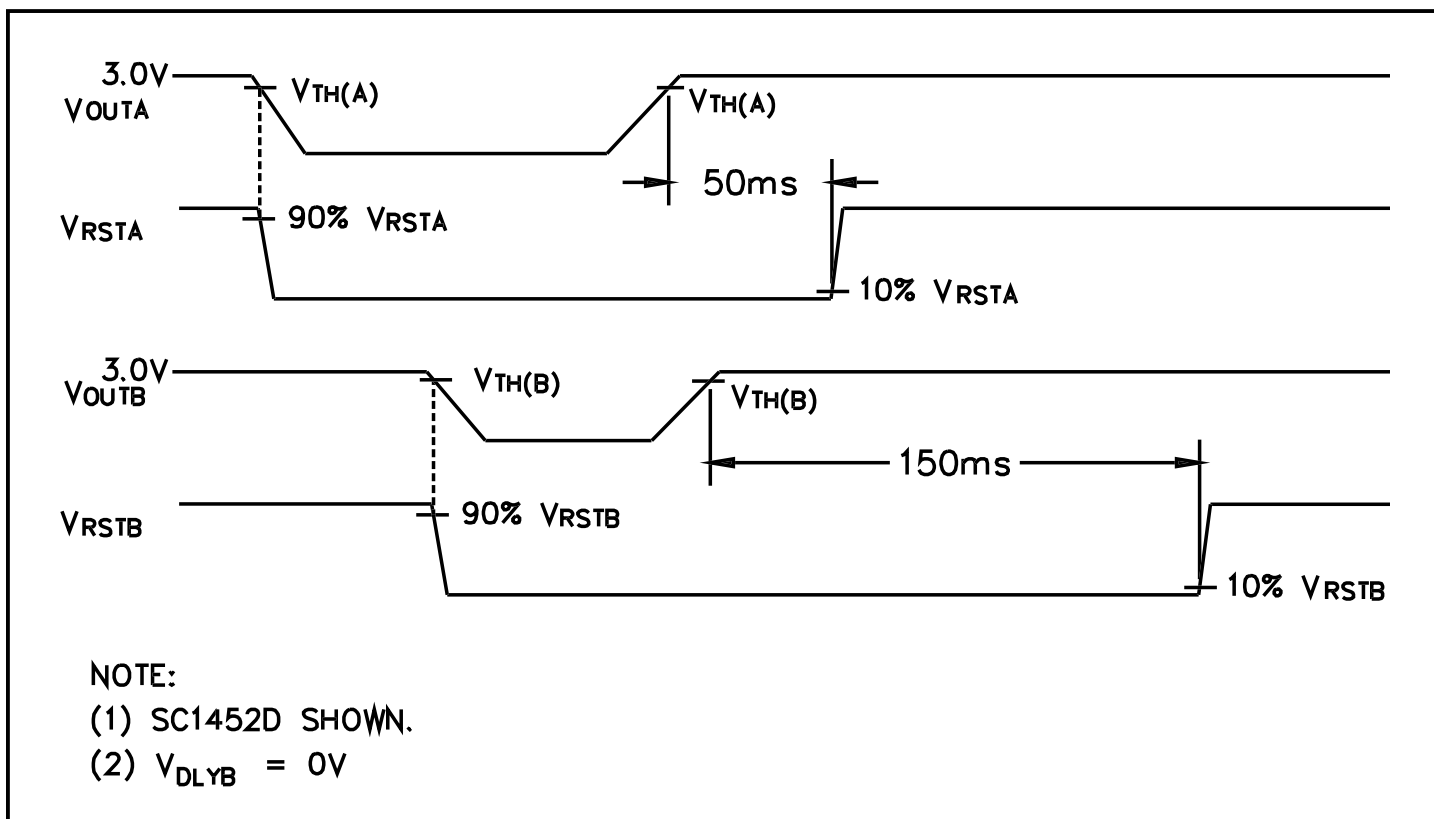 3.0V
VOUTA
VTH(A)
VTH(A)
50ms
VRSTA
90% VRSTA
10% VRSTA
3.0V
VOUTB
VTH(B)
VTH(B)
150ms
VRSTB
90% VRSTB
10% VRSTB
NOTE:
(1) SC1452D SHOWN.
(2) VDLYB = 0V